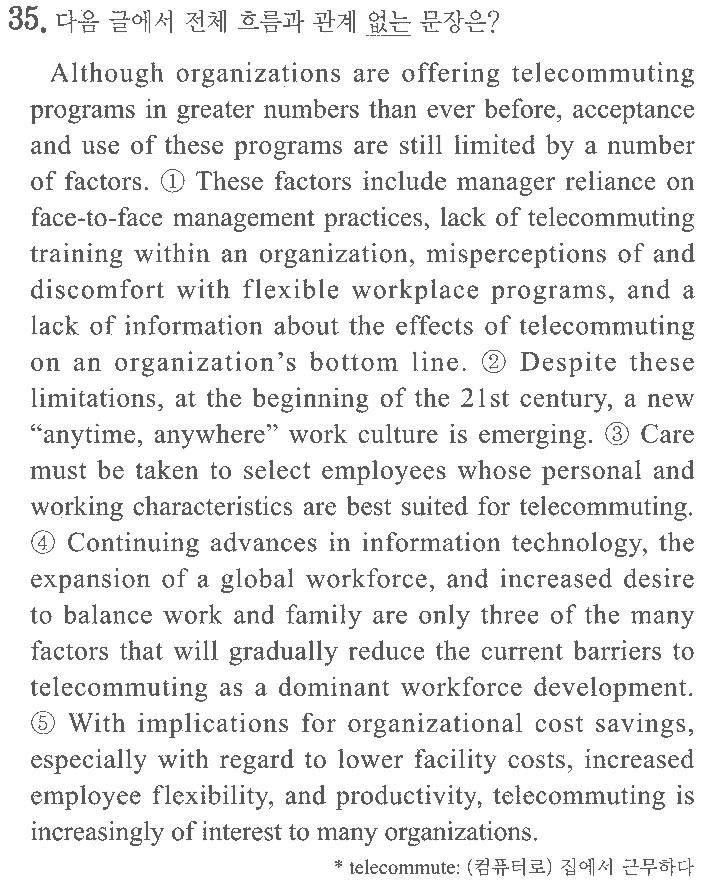 35. 다음 글에서 전체 흐름과 관계 없는 문장은?
Although organizations are offering telecommuting
programs in greater numbers than ever before, acceptance
and use of these programs are still limited by a number
of factors. ① These factors include manager reliance on
face-to-face management practices, lack of telecommuting
training within an organization, misperceptions of and
discomfort with flexible workplace programs, and a
lack of information about the effects of telecommuting
on an organization’s bottom line. ② Despite these
limitations, at the beginning of the 21st century, a new
“anytime, anywhere” work culture is emerging. ③ Care
must be taken to select employees whose personal and
working characteristics are best suited for telecommuting.
④ Continuing advances in information technology, the
expansion of a global workforce, and increased desire
to balance work and family are only three of the many
factors that will gradually reduce the current barriers to
telecommuting as a dominant workforce development.
⑤ With implications for organizational cost savings,
especially with regard to lower facility costs, increased
employee flexibility, and productivity, telecommuting is
increasingly of interest to many organizations.
* telecommute: (컴퓨터로) 집에서 근무하다